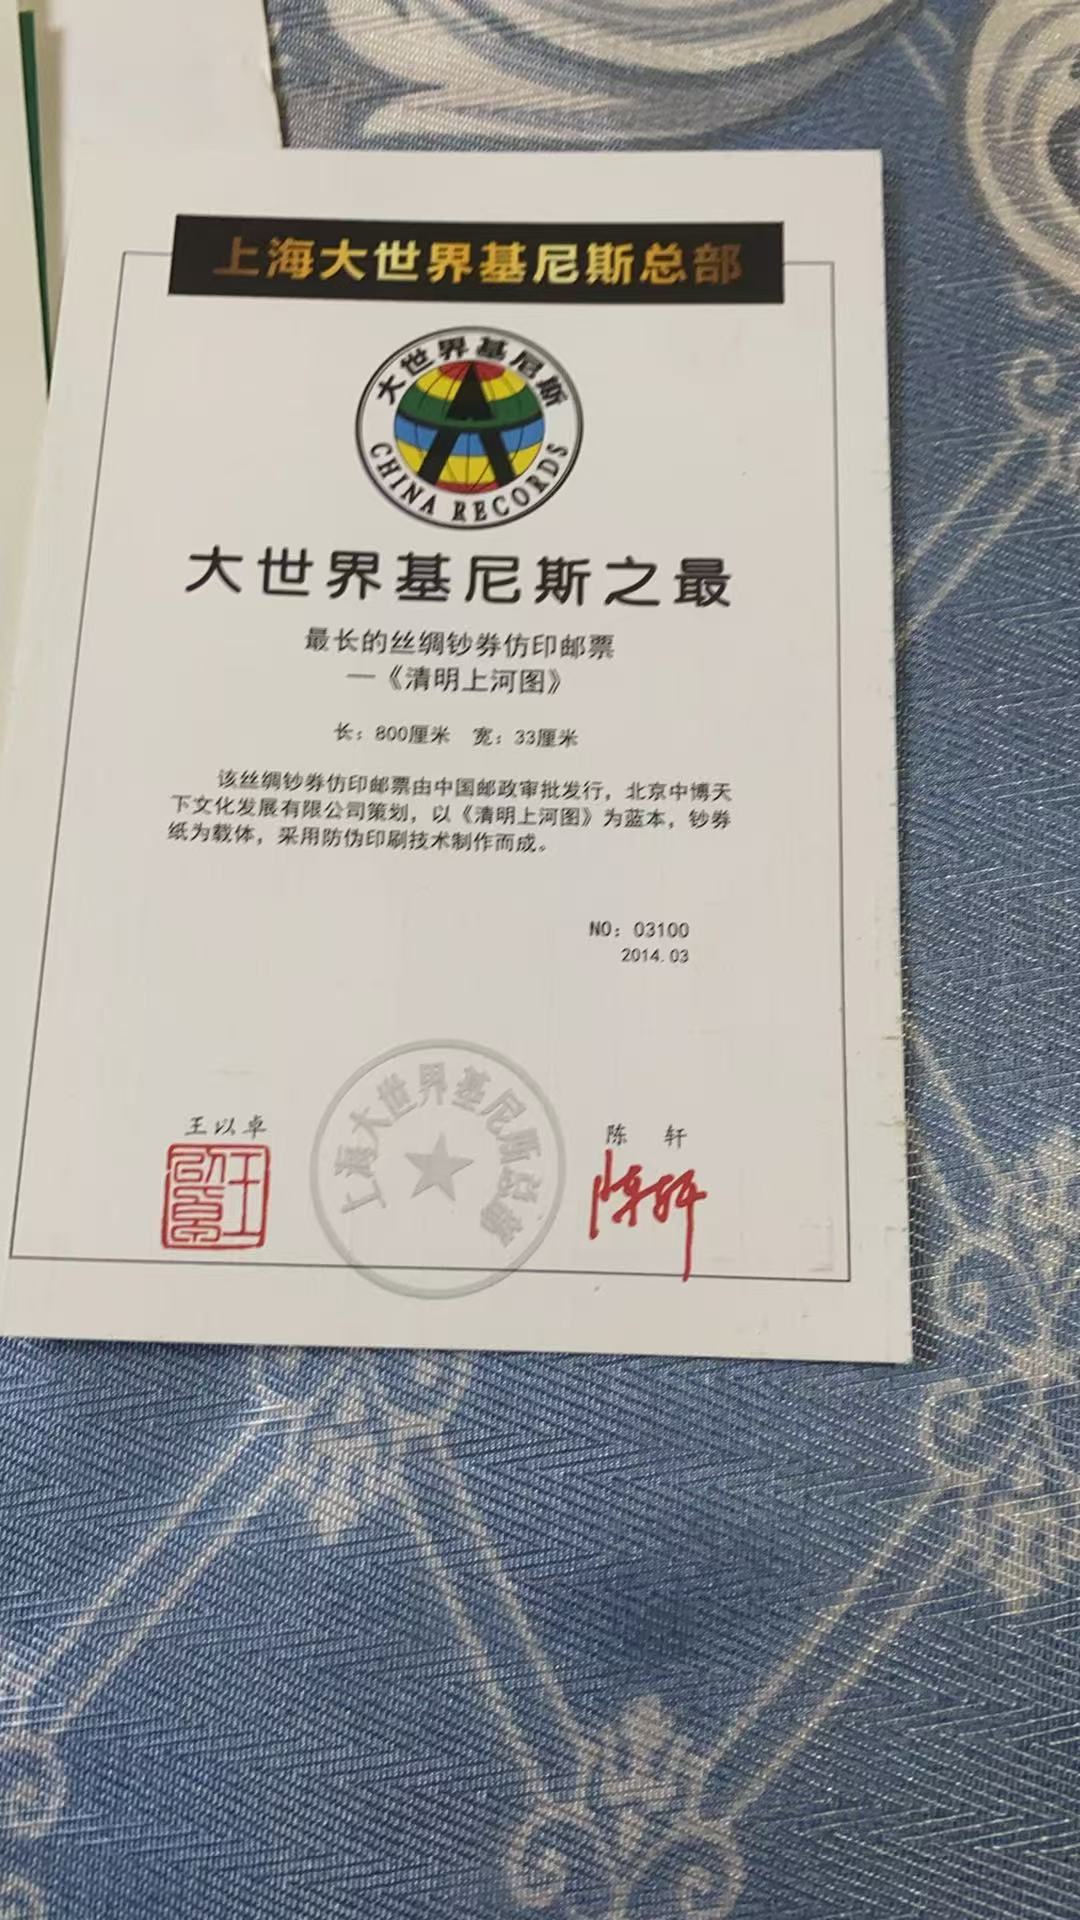 上海大世界基尼斯总部
大世界基尼斯
CHINA RECORDS
大世界基尼斯之最
最长的丝绸钞券仿印邮票
—《清明上河图》
长：800厘米 宽：33厘米
该丝绸钞券仿印邮票由中国邮政审批发行，北京中博天
下文化发展有限公司策划，以《清明上河图》为蓝本，钞券
纸为载体，采用防伪印刷技术制作而成。
NO：03100
2014.03
王以卓
陈 轩
上海大世界基尼斯总部
陈轩